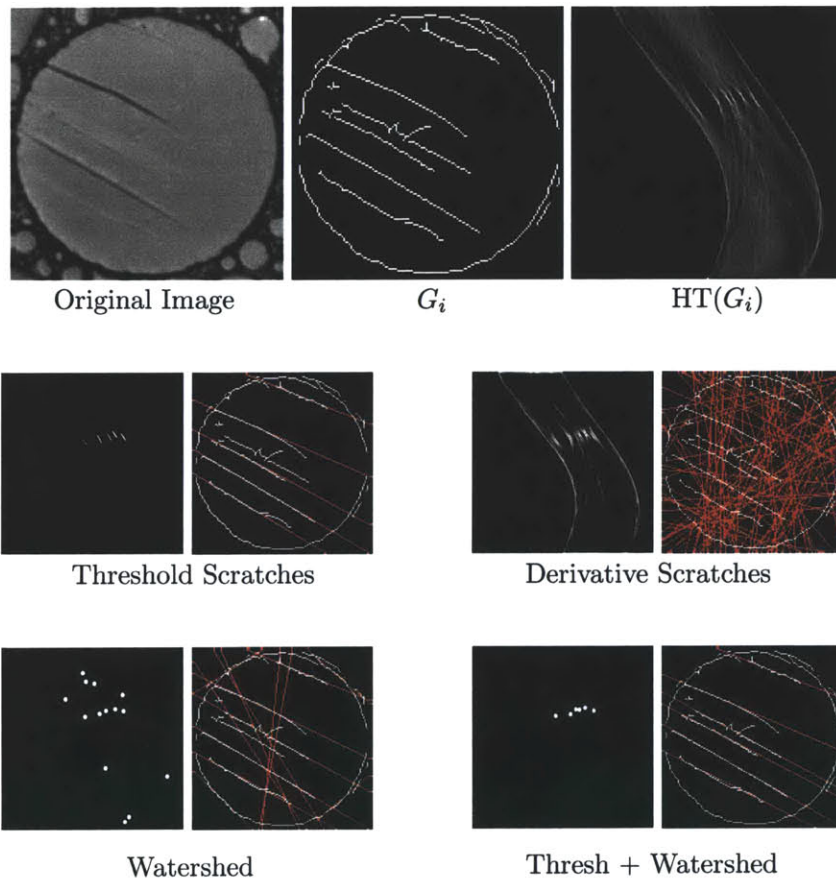 Original Image
G_i
HT(G_i)
Threshold Scratches
Derivative Scratches
Watershed
Thresh + Watershed